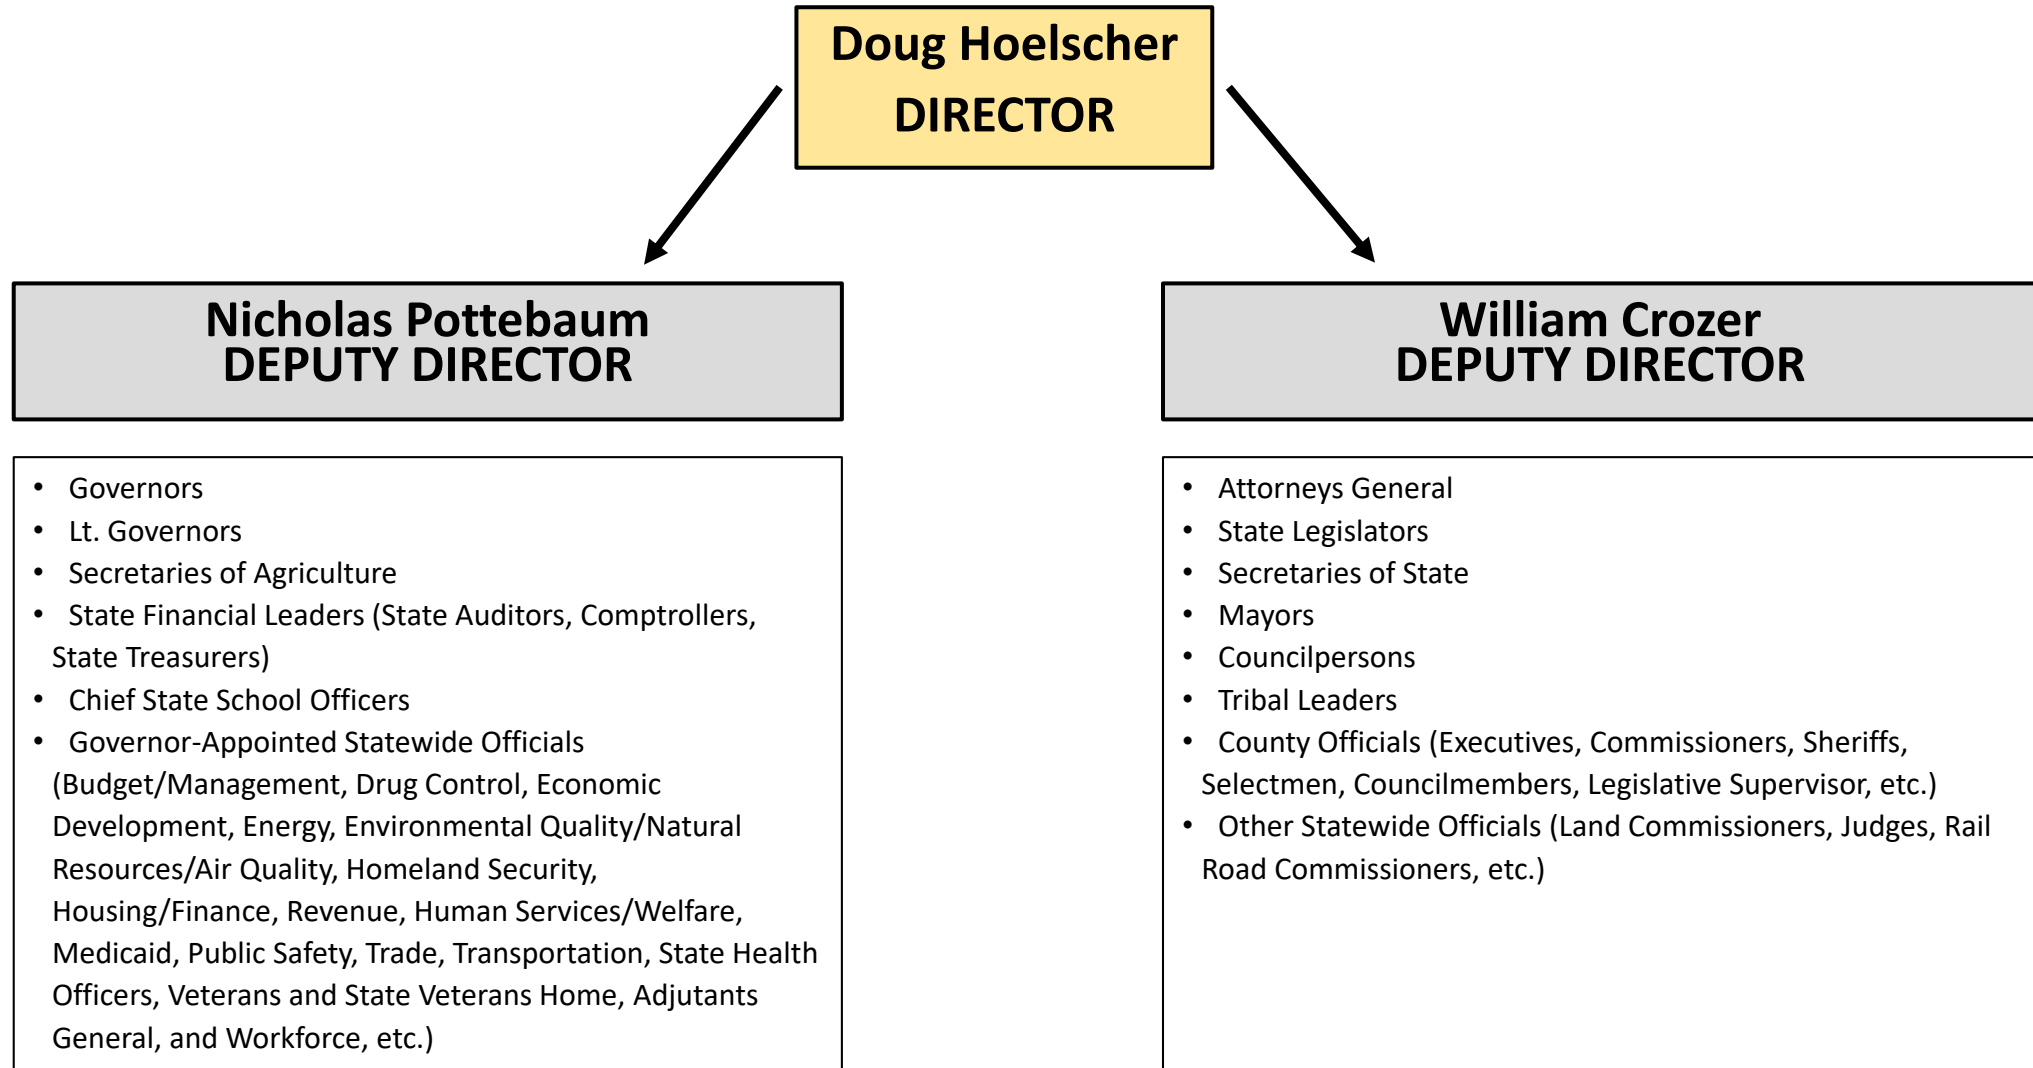 Doug Hoelscher
DIRECTOR
Nicholas Pottebaum
DEPUTY DIRECTOR
• Governors
• Lt. Governors
• Secretaries of Agriculture
• State Financial Leaders (State Auditors, Comptrollers,
State Treasurers)
• Chief State School Officers
• Governor-Appointed Statewide Officials
(Budget/Management, Drug Control, Economic
Development, Energy, Environmental Quality/Natural
Resources/Air Quality, Homeland Security,
Housing/Finance, Revenue, Human Services/Welfare,
Medicaid, Public Safety, Trade, Transportation, State Health
Officers, Veterans and State Veterans Home, Adjutants
General, and Workforce, etc.)
William Crozer
DEPUTY DIRECTOR
• Attorneys General
• State Legislators
• Secretaries of State
• Mayors
• Councilpersons
• Tribal Leaders
• County Officials (Executives, Commissioners, Sheriffs,
Selectmen, Councilmembers, Legislative Supervisor, etc.)
• Other Statewide Officials (Land Commissioners, Judges, Rail
Road Commissioners, etc.)